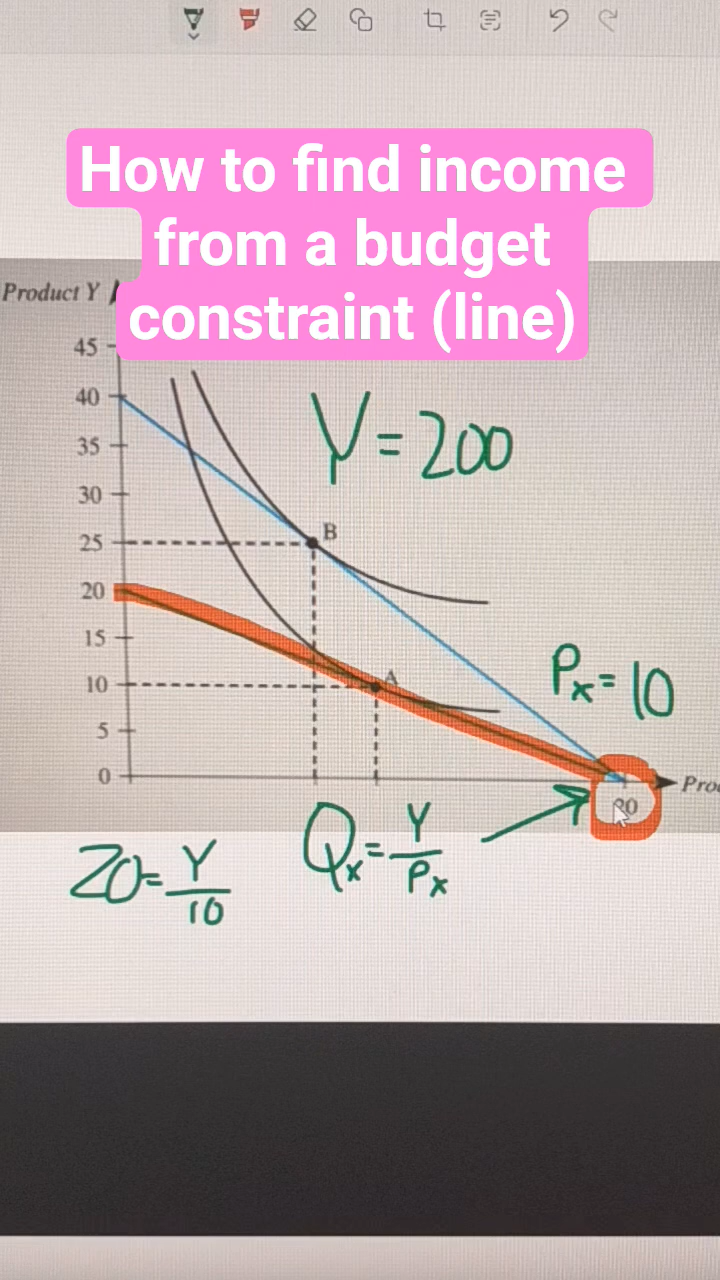 How to find income
from a budget
constraint (line)
Product Y
45
40
35
30
25
20
15
10
5
0
Y=200
B
A
Px=10
20
20=Y/10
Qx=Y/Px